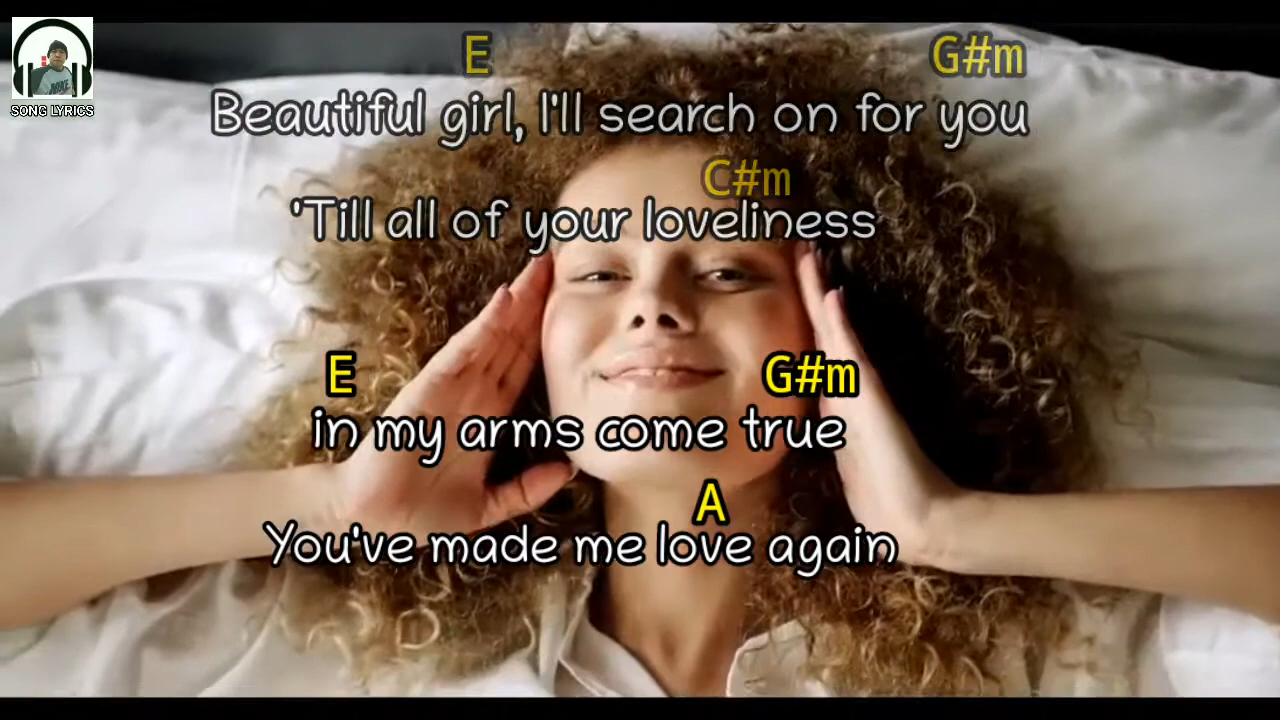 SONG LYRICS
E G#m
Beautiful girl, I'll search on for you
C#m
'Till all of your loveliness
E G#m
in my arms come true
A
You've made me love again